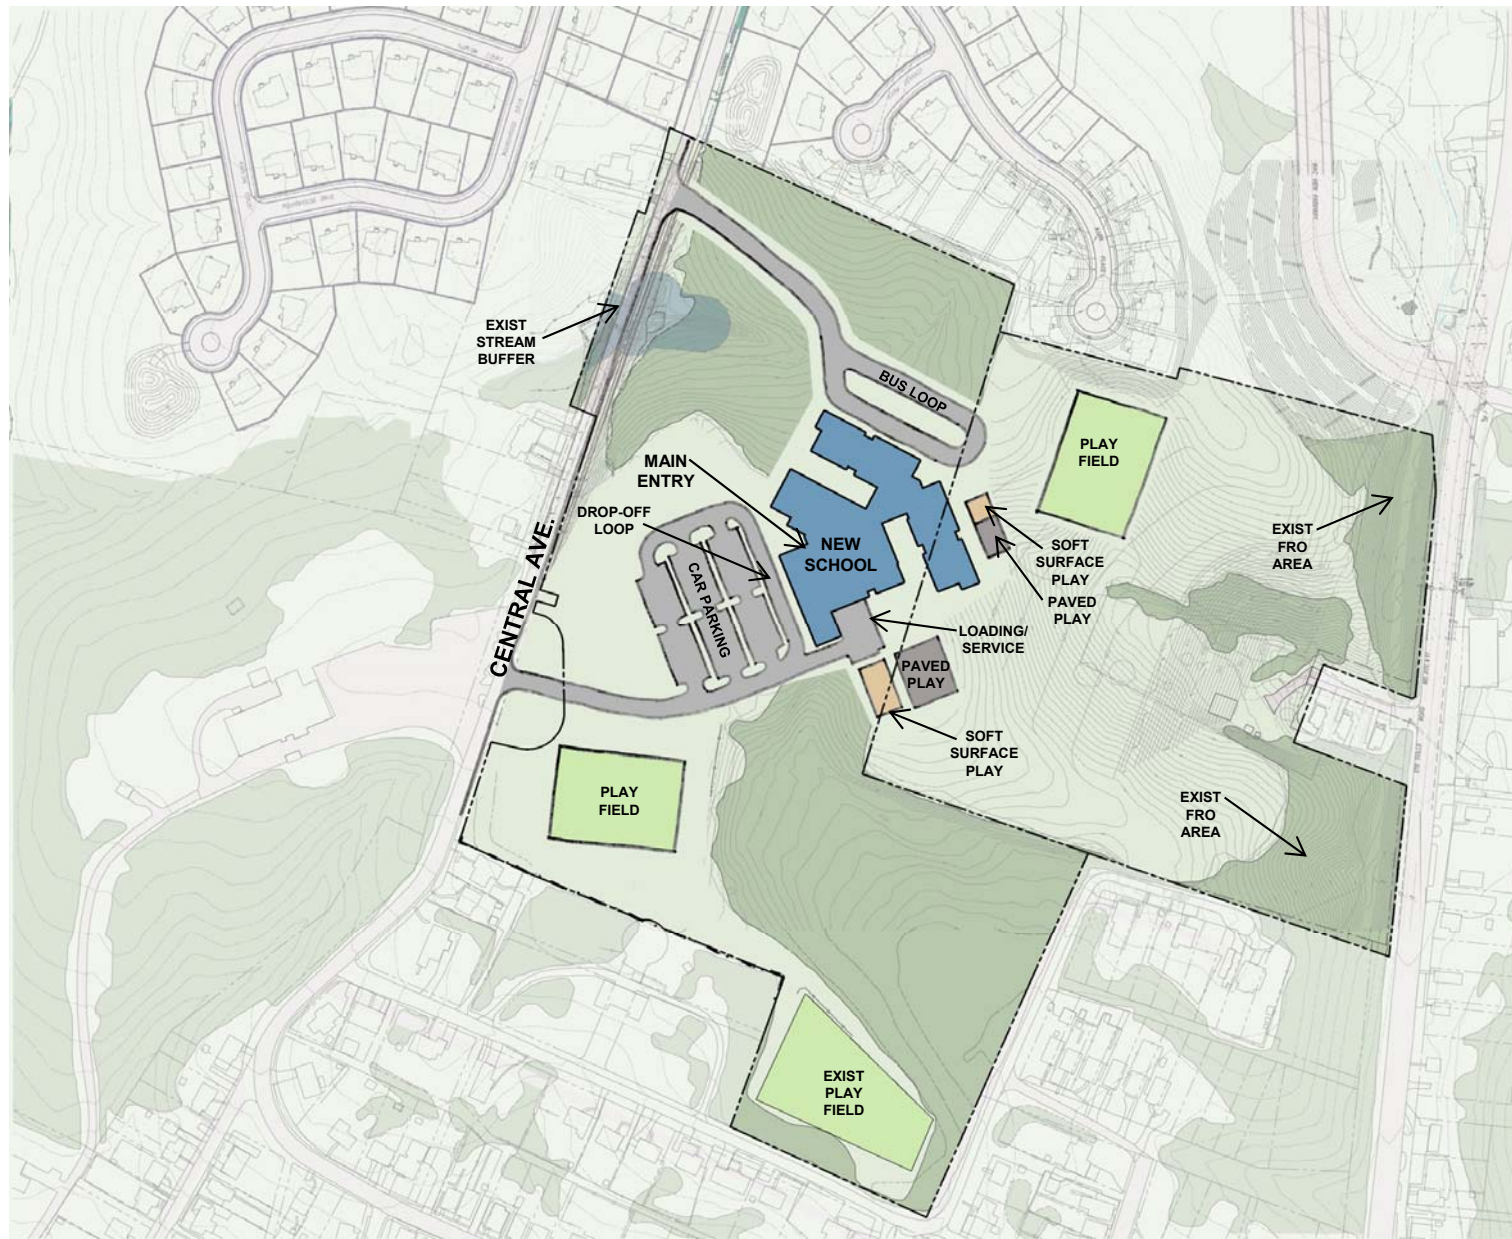 EXIST
STREAM
BUFFER
BUS LOOP
PLAY
FIELD
MAIN
ENTRY
DROP-OFF
LOOP
EXIST
FRO
AREA
NEW
SCHOOL
SOFT
SURFACE
PLAY
CAR PARKING
CENTRAL AVE.
PAVED
PLAY
LOADING/
SERVICE
PAVED
PLAY
SOFT
SURFACE
PLAY
PLAY
FIELD
EXIST
FRO
AREA
EXIST
PLAY
FIELD